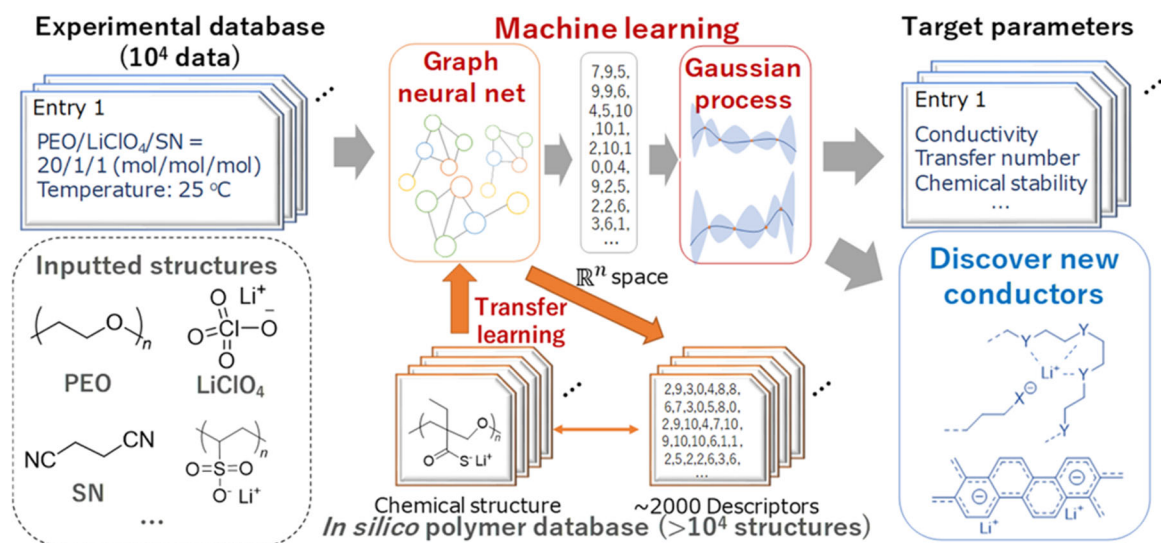 Experimental database
(10⁴ data)
Entry 1
PEO/LiClO₄/SN =
20/1/1 (mol/mol/mol)
Temperature: 25 °C
...
Inputted structures
O
n
PEO
Li⁺
O
O
Cl
O
−
O
LiClO₄
NC
CN
SN
n
O
S
O
O⁻ Li⁺
...
Machine learning
Graph
neural net
7,9,5,
9,9,6,
4,5,10
,10,1,
2,10,1
0,0,4,
9,2,5,
2,2,6,
3,6,1,
...
Gaussian
process
ℝⁿ space
Transfer
learning
O
n
O
S⁻ Li⁺
...
Chemical structure
2,9,3,0,4,8,8,
6,7,3,0,5,8,0,
2,9,10,4,7,10,
9,10,10,6,1,1,
2,5,2,2,6,3,6,
...
...
~2000 Descriptors
In silico polymer database (>10⁴ structures)
Target parameters
Entry 1
Conductivity
Transfer number
Chemical stability
...
...
Discover new
conductors
Y
Y
Li⁺
Y
X⊖
Y
⊖
⊖
Li⁺
Li⁺